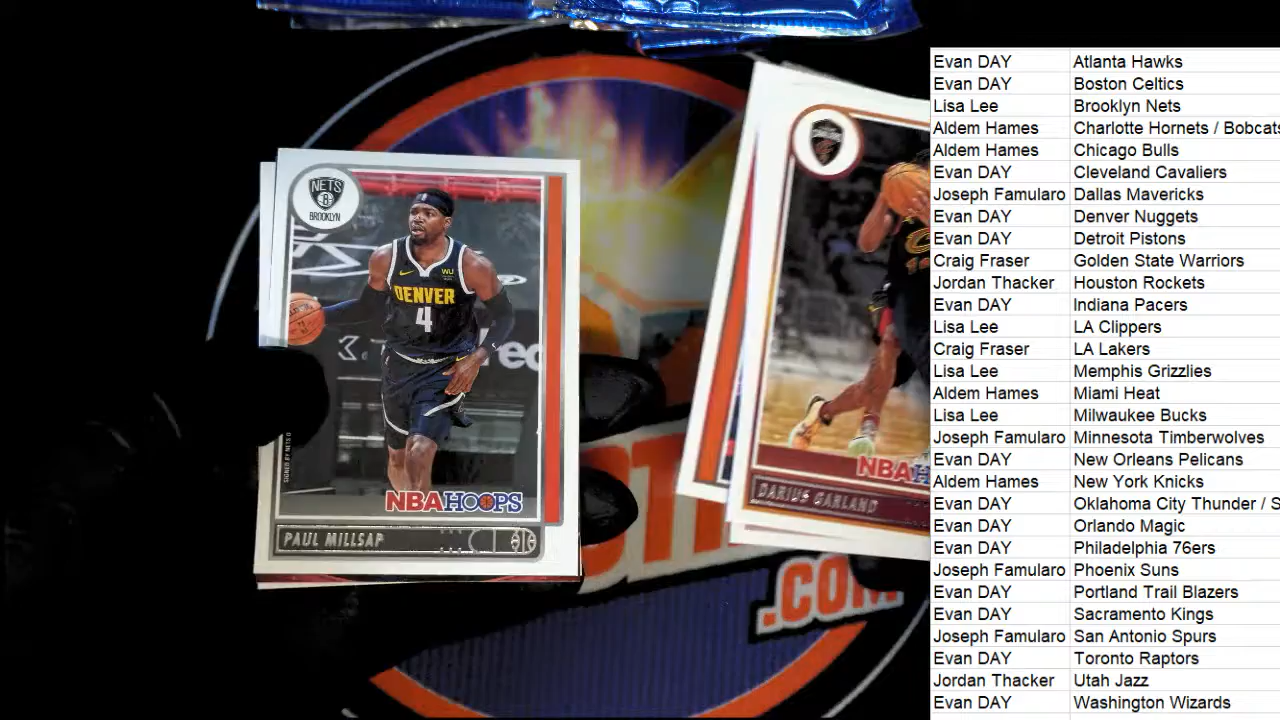 NETS
B
BROOKLYN
WU
DENVER
4
NBA HOOPS
PAUL MILLSAP
NBA H
DARIUS GARLAND
.COM
Evan DAY Atlanta Hawks
Evan DAY Boston Celtics
Lisa Lee Brooklyn Nets
Aldem Hames Charlotte Hornets / Bobcats
Aldem Hames Chicago Bulls
Evan DAY Cleveland Cavaliers
Joseph Famularo Dallas Mavericks
Evan DAY Denver Nuggets
Evan DAY Detroit Pistons
Craig Fraser Golden State Warriors
Jordan Thacker Houston Rockets
Evan DAY Indiana Pacers
Lisa Lee LA Clippers
Craig Fraser LA Lakers
Lisa Lee Memphis Grizzlies
Aldem Hames Miami Heat
Lisa Lee Milwaukee Bucks
Joseph Famularo Minnesota Timberwolves
Evan DAY New Orleans Pelicans
Aldem Hames New York Knicks
Evan DAY Oklahoma City Thunder / S
Evan DAY Orlando Magic
Evan DAY Philadelphia 76ers
Joseph Famularo Phoenix Suns
Evan DAY Portland Trail Blazers
Evan DAY Sacramento Kings
Joseph Famularo San Antonio Spurs
Evan DAY Toronto Raptors
Jordan Thacker Utah Jazz
Evan DAY Washington Wizards